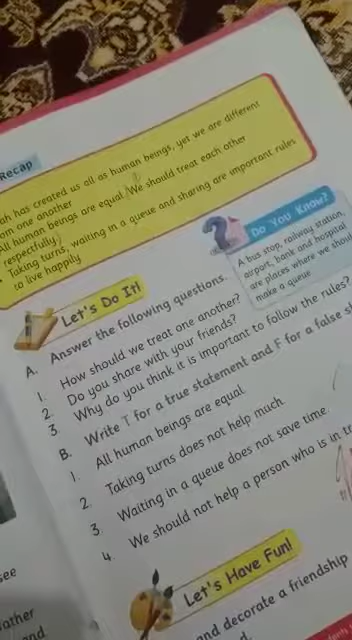 Recap
ah has created us all as human beings, yet we are different
om one another
All human beings are equal. We should treat each other
respectfully
Taking turns, waiting in a queue and sharing are important rules
to live happily
Do You Know?
A bus stop, railway station,
airport, bank and hospital
are places where we shou
make a queue
Let's Do It!
A. Answer the following questions.
1. How should we treat one another?
2. Do you share with your friends?
3. Why do you think it is important to follow the rules?
B. Write T for a true statement and F for a false st
1. All human beings are equal
2. Taking turns does not help much.
3. Waiting in a queue does not save time.
4. We should not help a person who is in tr
Let's Have Fun!
and decorate a friendship
d.
see
ather
and